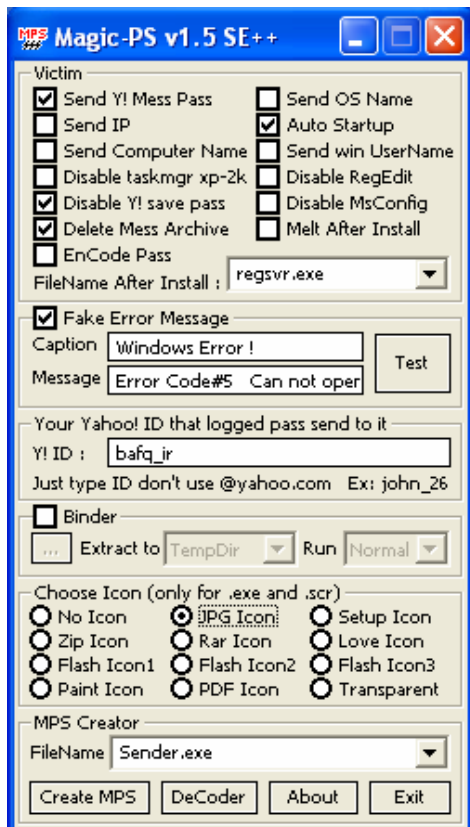 MPS Magic-PS v1.5 SE++
Victim
Send Y! Mess Pass Send OS Name
Send IP Auto Startup
Send Computer Name Send win UserName
Disable taskmgr xp-2k Disable RegEdit
Disable Y! save pass Disable MsConfig
Delete Mess Archive Melt After Install
EnCode Pass
FileName After Install : regsvr.exe
Fake Error Message
Caption Windows Error !
Message Error Code#5 Can not oper
Test
Your Yahoo! ID that logged pass send to it
Y! ID : bafq_ir
Just type ID don't use @yahoo.com Ex: john_26
Binder
... Extract to TempDir Run Normal
Choose Icon (only for .exe and .scr)
No Icon JPG Icon Setup Icon
Zip Icon Rar Icon Love Icon
Flash Icon1 Flash Icon2 Flash Icon3
Paint Icon PDF Icon Transparent
MPS Creator
FileName Sender.exe
Create MPS DeCoder About Exit